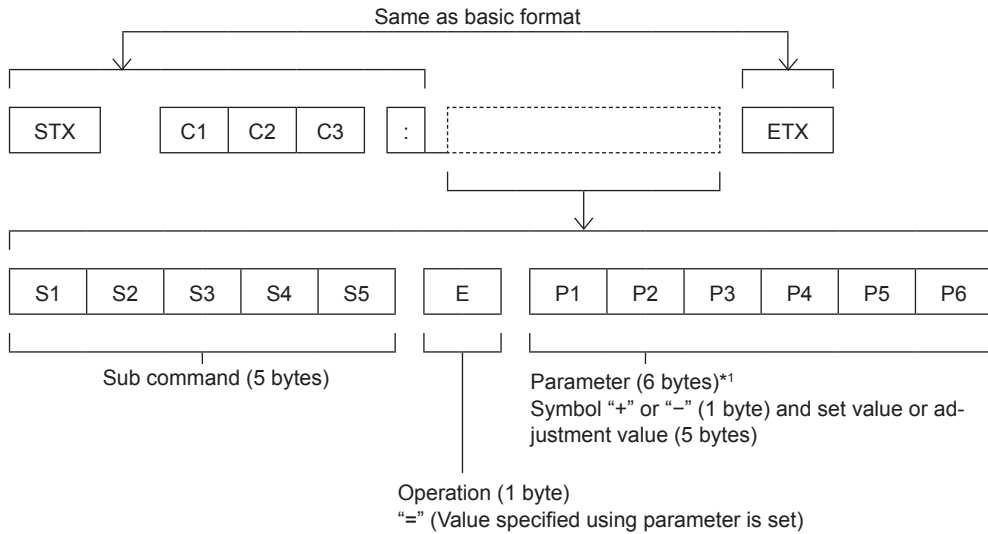 Same as basic format
STX C1 C2 C3 : ETX
S1 S2 S3 S4 S5 E P1 P2 P3 P4 P5 P6
Sub command (5 bytes)
Parameter (6 bytes)*1
Symbol “+” or “−” (1 byte) and set value or ad-
justment value (5 bytes)
Operation (1 byte)
“=” (Value specified using parameter is set)